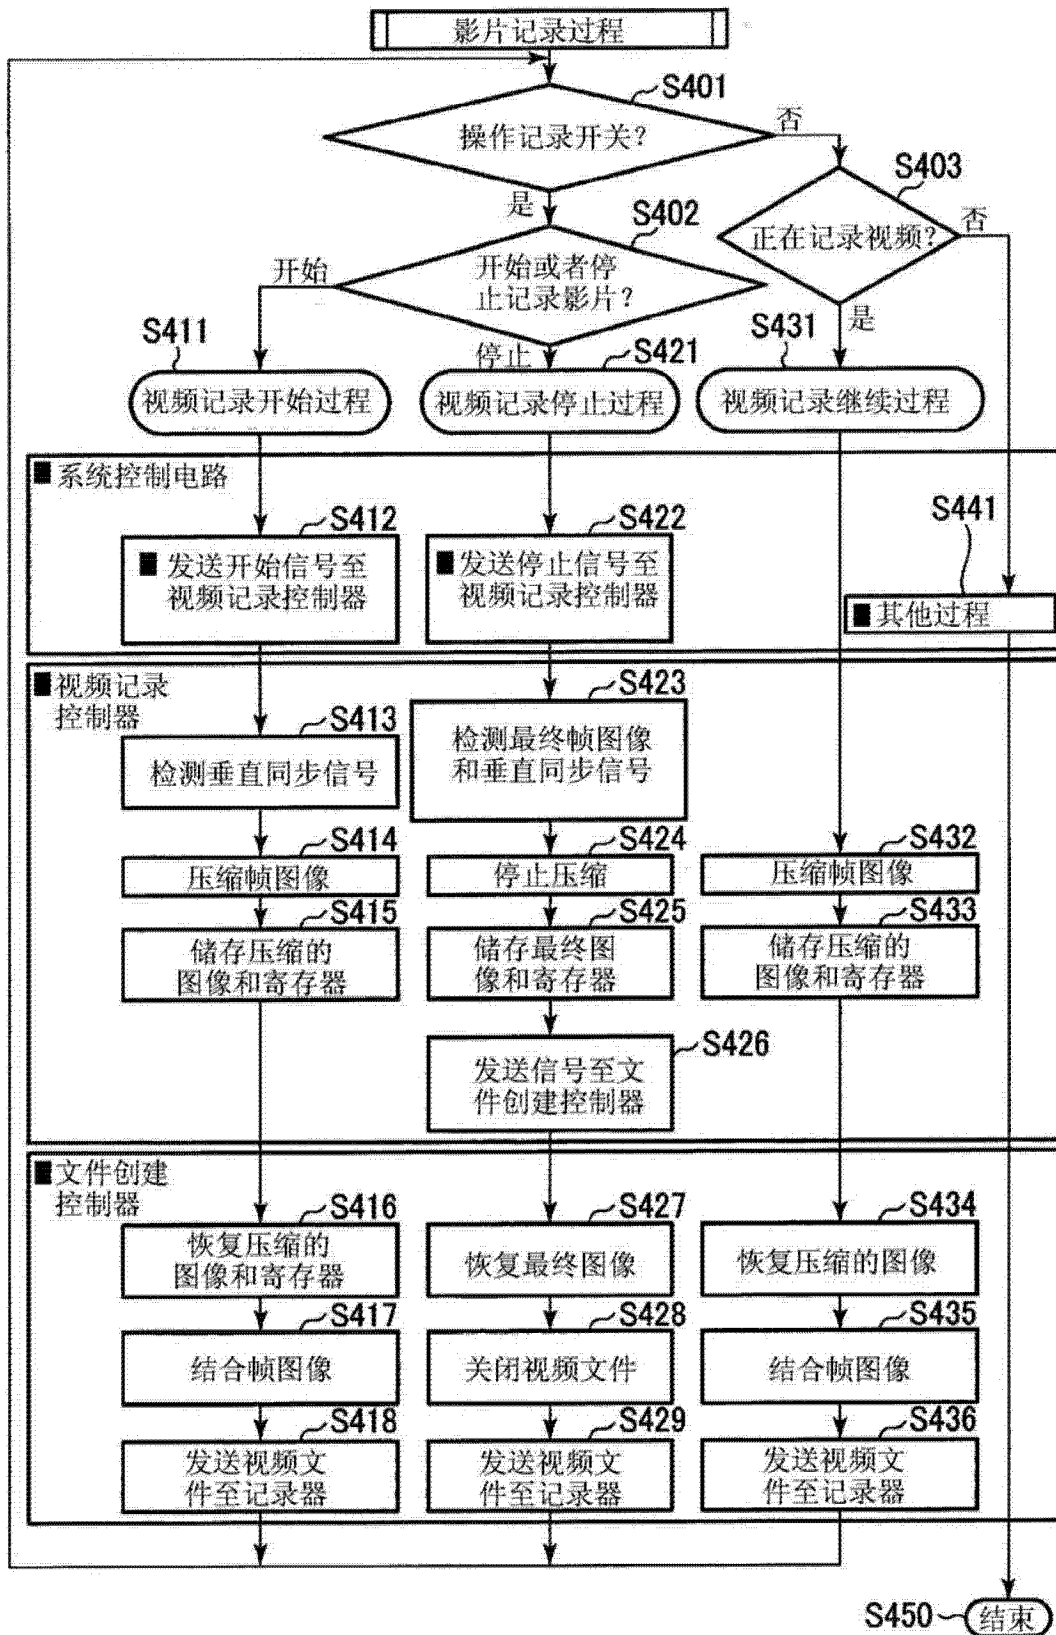 影片记录过程
S401
操作记录开关?
否
是
S402
S403
正在记录视频?
否
开始
开始或者停
止记录影片?
是
S411
停止
S421
S431
视频记录开始过程
视频记录停止过程
视频记录继续过程
系统控制电路
S412
S422
S441
发送开始信号至
视频记录控制器
发送停止信号至
视频记录控制器
其他过程
视频记录
控制器
S413
S423
检测垂直同步信号
检测最终帧图像
和垂直同步信号
S414
S424
S432
压缩帧图像
停止压缩
压缩帧图像
S415
S425
S433
储存压缩的
图像和寄存器
储存最终图
像和寄存器
储存压缩的
图像和寄存器
S426
发送信号至文
件创建控制器
文件创建
控制器
S416
S427
S434
恢复压缩的
图像和寄存器
恢复最终图像
恢复压缩的图像
S417
S428
S435
结合帧图像
关闭视频文件
结合帧图像
S418
S429
S436
发送视频文
件至记录器
发送视频文
件至记录器
发送视频文
件至记录器
S450
结束